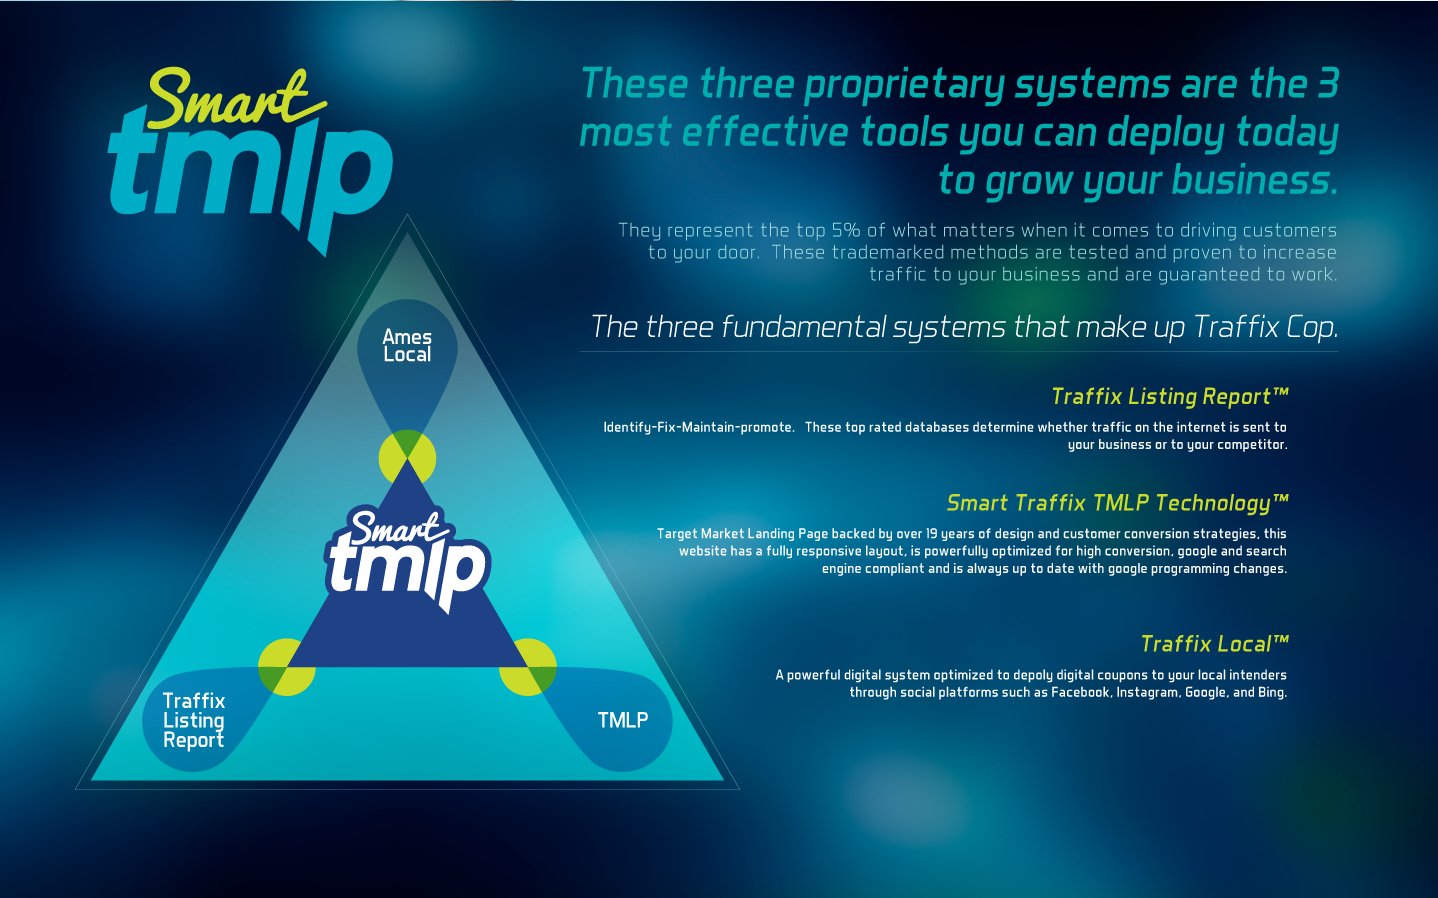 Smart
tmlp
These three proprietary systems are the 3
most effective tools you can deploy today
to grow your business.
They represent the top 5% of what matters when it comes to driving customers
to your door. These trademarked methods are tested and proven to increase
traffic to your business and are guaranteed to work.
The three fundamental systems that make up Traffix Cop.
Traffix Listing Report™
Identify-Fix-Maintain-promote. These top rated databases determine whether traffic on the internet is sent to
your business or to your competitor.
Smart Traffix TMLP Technology™
Target Market Landing Page backed by over 19 years of design and customer conversion strategies, this
website has a fully responsive layout, is powerfully optimized for high conversion, google and search
engine compliant and is always up to date with google programming changes.
Traffix Local™
A powerful digital system optimized to depoly digital coupons to your local intenders
through social platforms such as Facebook, Instagram, Google, and Bing.
Ames
Local
Smart
tmlp
Traffix
Listing
Report
TMLP